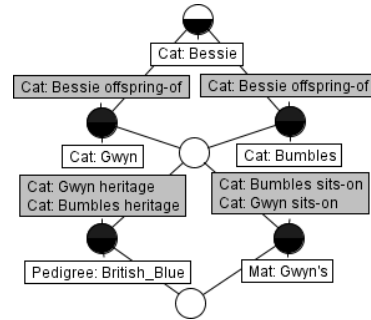 Cat: Bessie
Cat: Bessie offspring-of
Cat: Bessie offspring-of
Cat: Gwyn
Cat: Bumbles
Cat: Gwyn heritage
Cat: Bumbles heritage
Cat: Bumbles sits-on
Cat: Gwyn sits-on
Pedigree: British_Blue
Mat: Gwyn's